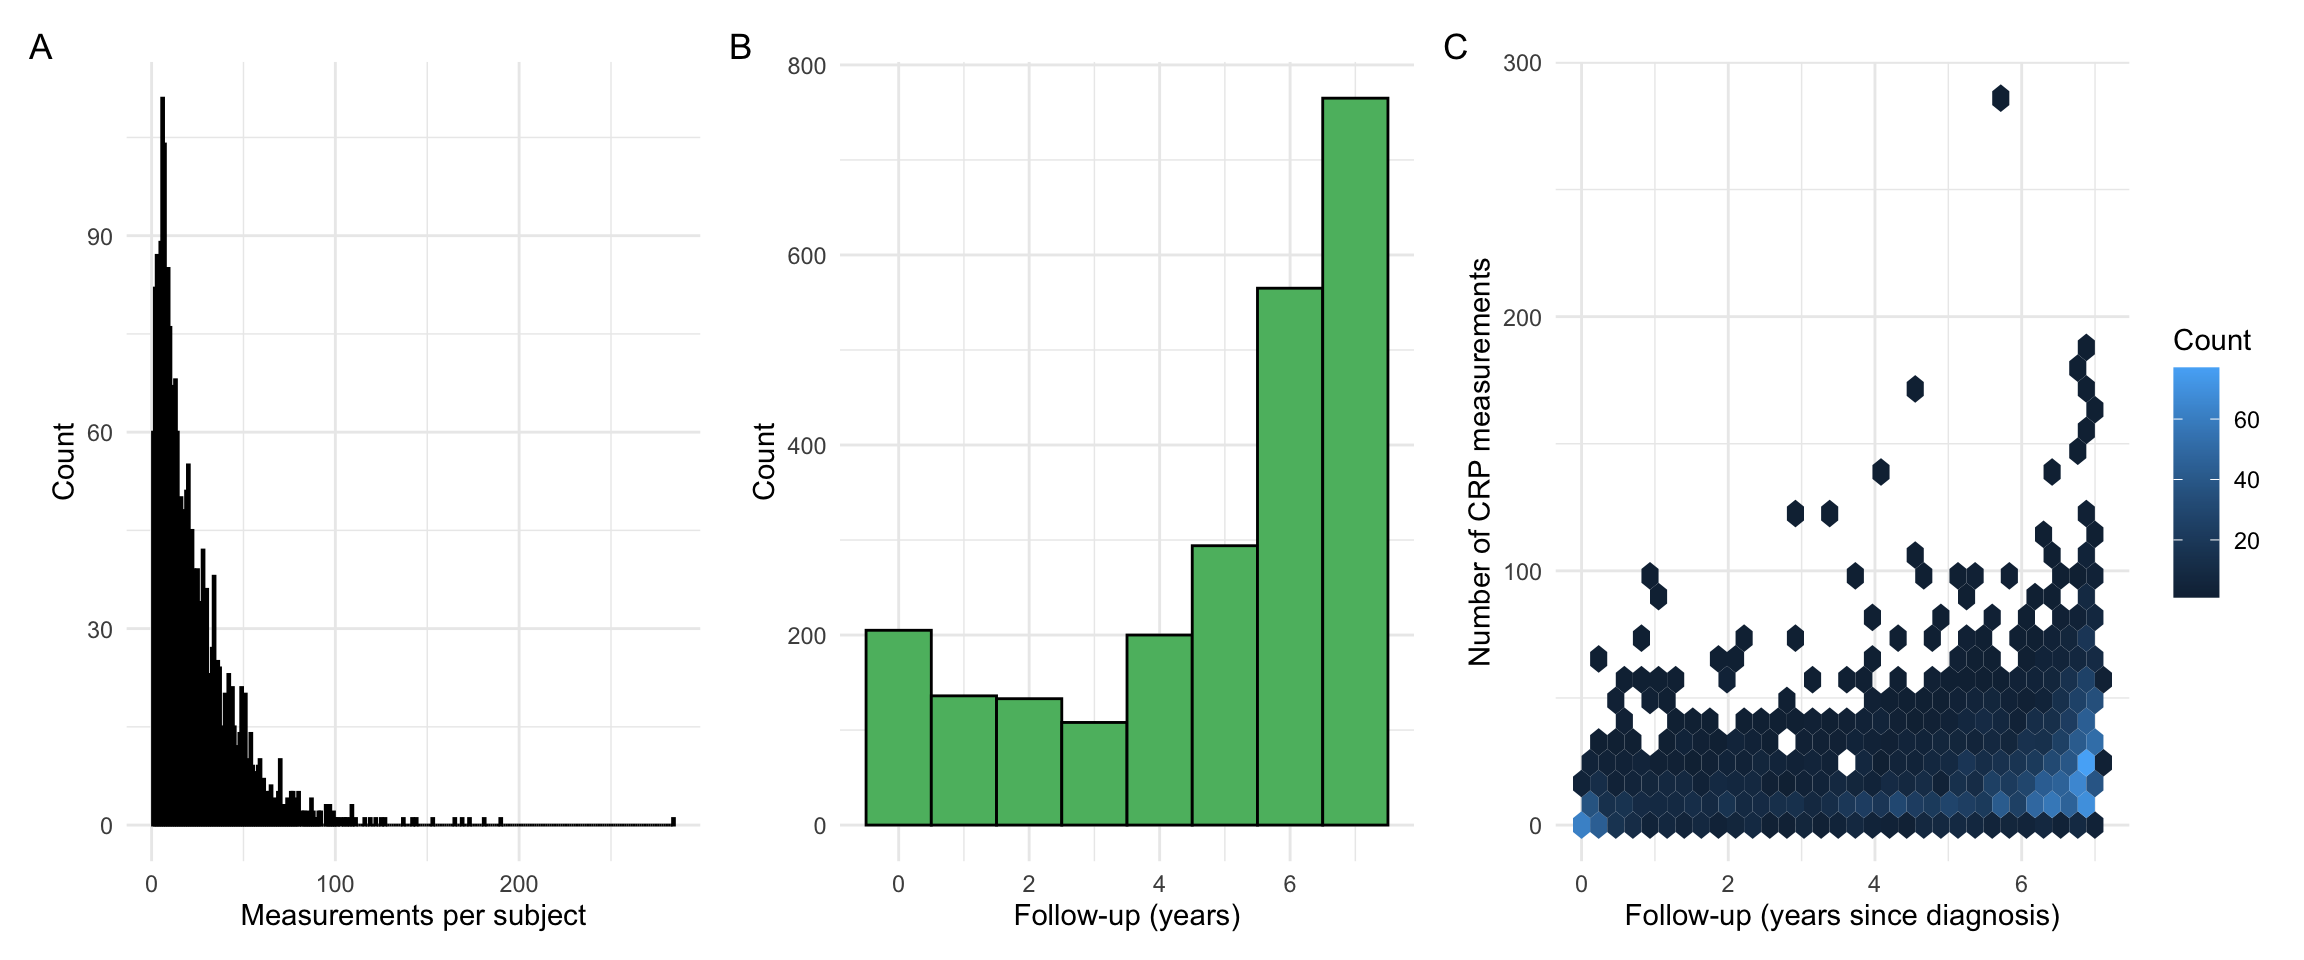 A
B
C
90
60
30
0
Count
0
100
200
Measurements per subject
800
600
400
200
0
Count
0
2
4
6
Follow-up (years)
300
200
100
0
Number of CRP measurements
0
2
4
6
Follow-up (years since diagnosis)
Count
60
40
20